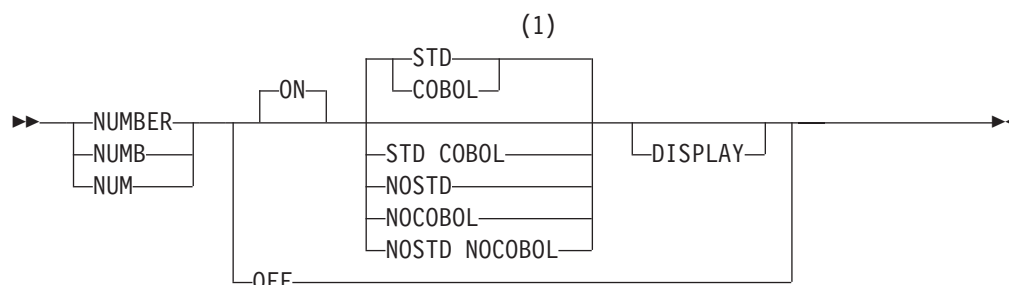 (1)
STD
ON COBOL
NUMBER
NUMB STD COBOL DISPLAY
NUM NOSTD
NOCOBOL
NOSTD NOCOBOL
OFF